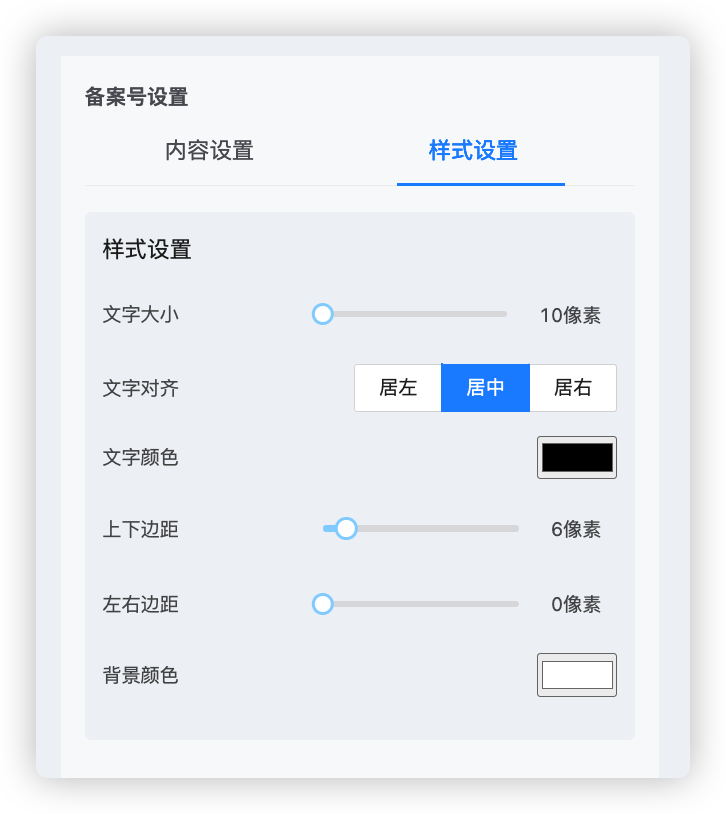 备案号设置
内容设置 样式设置
样式设置
文字大小 10像素
文字对齐 居左 居中 居右
文字颜色
上下边距 6像素
左右边距 0像素
背景颜色